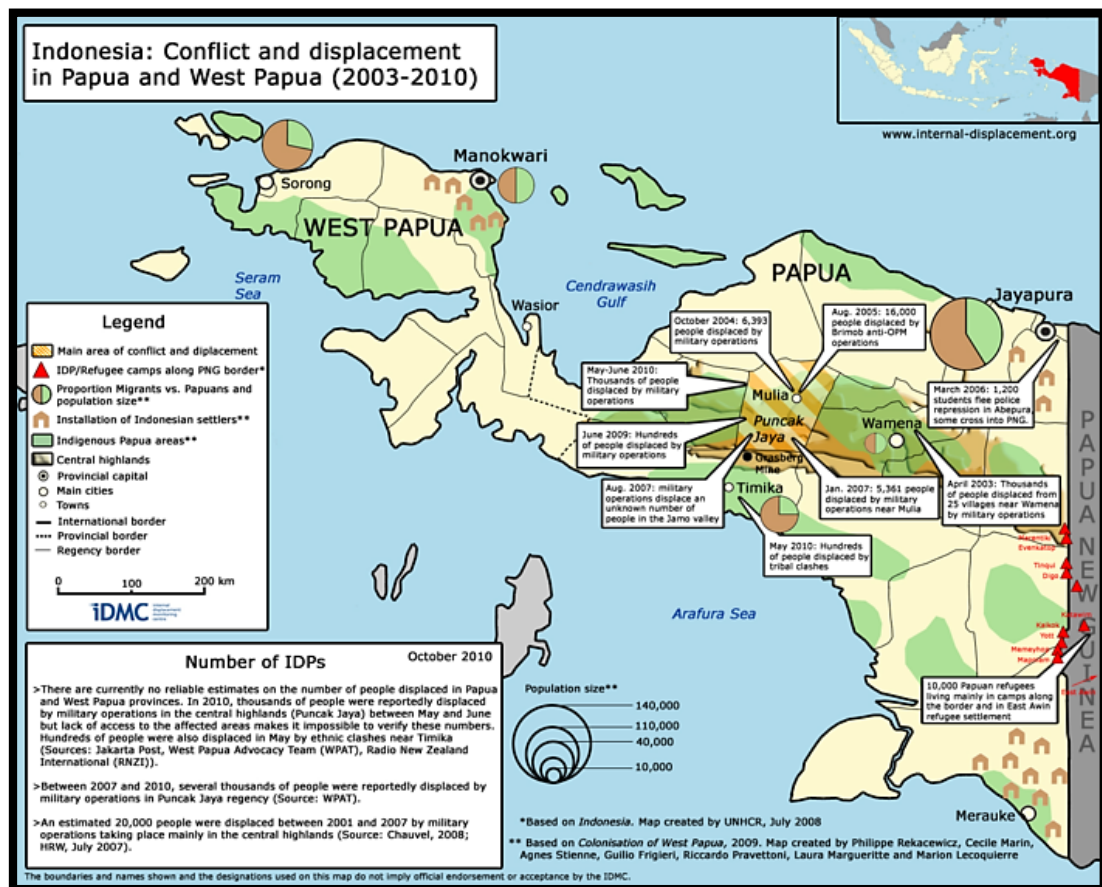 Indonesia: Conflict and displacement
in Papua and West Papua (2003-2010)
www.internal-displacement.org
Sorong
Manokwari
WEST PAPUA
Seram
Sea
Cendrawasih
Gulf
Wasior
PAPUA
Jayapura
October 2004: 6,393
people displaced by
military operations
Aug. 2005: 16,000
people displaced by
Brimob anti-OPM
operations
May-June 2010:
Thousands of people
displaced by military
operations
March 2006: 1,200
students flee police
repression in Abepura,
some cross into PNG.
Mulia
Puncak
Jaya
Wamena
June 2009: Hundreds
of people displaced by
military operations
Grasberg
Mine
Timika
Aug. 2007: military
operations displace an
unknown number of
people in the Jamo valley
Jan. 2007: 5,361 people
displaced by military
operations near Mulia
April 2003: Thousands
of people displaced from
25 villages near Wamena
by military operations
May 2010: Hundreds
of people displaced by
tribal clashes
PAPUA NEW GUINEA
Tinqui
Digo
Kaikok
Yott
Arafura Sea
10,000 Papuan refugees
living mainly in camps along
the border and in East Awin
refugee settlement
Merauke
Legend
Main area of conflict and diplacement
IDP/Refugee camps along PNG border*
Proportion Migrants vs. Papuans and
population size**
Installation of Indonesian settlers**
Indigenous Papua areas**
Central highlands
Provincial capital
Main cities
Towns
International border
Provincial border
Regency border
0 100 200 km
iDMC internal
displacement
monitoring
centre
Number of IDPs
October 2010
>There are currently no reliable estimates on the number of people displaced in Papua
and West Papua provinces. In 2010, thousands of people were reportedly displaced
by military operations in the central highlands (Puncak Jaya) between May and June
but lack of access to the affected areas makes it impossible to verify these numbers.
Hundreds of people were also displaced in May by ethnic clashes near Timika
(Sources: Jakarta Post, West Papua Advocacy Team (WPAT), Radio New Zealand
International (RNZI)).
>Between 2007 and 2010, several thousands of people were reportedly displaced by
military operations in Puncak Jaya regency (Source: WPAT).
>An estimated 20,000 people were displaced between 2001 and 2007 by military
operations taking place mainly in the central highlands (Source: Chauvel, 2008;
HRW, July 2007).
Population size**
140,000
110,000
40,000
10,000
*Based on Indonesia. Map created by UNHCR, July 2008
** Based on Colonisation of West Papua, 2009. Map created by Philippe Rekacewicz, Cecile Marin,
Agnes Stienne, Guilio Frigieri, Riccardo Pravettoni, Laura Margueritte and Marion Lecoquierre
The boundaries and names shown and the designations used on this map do not imply official endorsement or acceptance by the IDMC.